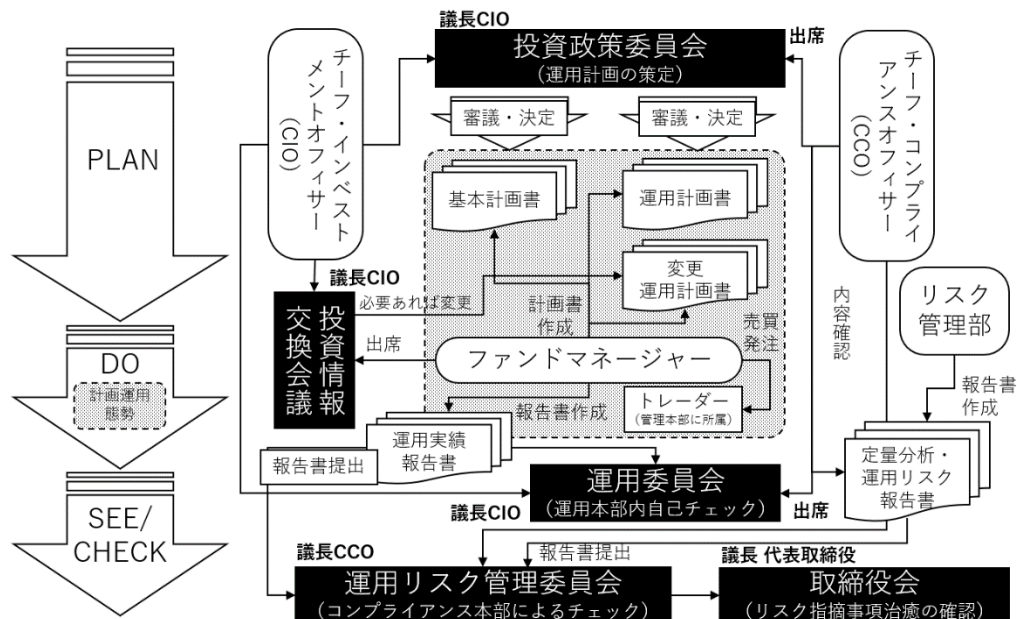 議長CIO
投資政策委員会
(運用計画の策定)
出席
チーフ・インベスト
メントオフィサー
(CIO)
チーフ・コンプライ
アンスオフィサー
(CCO)
PLAN
審議・決定
審議・決定
基本計画書
運用計画書
変更
運用計画書
議長CIO
必要あれば変更
投資情報
交換会議
計画書
作成
売買
発注
内容確認
リスク
管理部
DO
計画運用
態勢
出席
ファンドマネージャー
報告書作成
トレーダー
(管理本部に所属)
報告書
作成
運用実績
報告書
報告書提出
定量分析・
運用リスク
報告書
運用委員会
(運用本部内自己チェック)
議長CIO
出席
SEE/
CHECK
議長CCO
報告書提出
議長 代表取締役
運用リスク管理委員会
(コンプライアンス本部によるチェック)
取締役会
(リスク指摘事項治癒の確認)